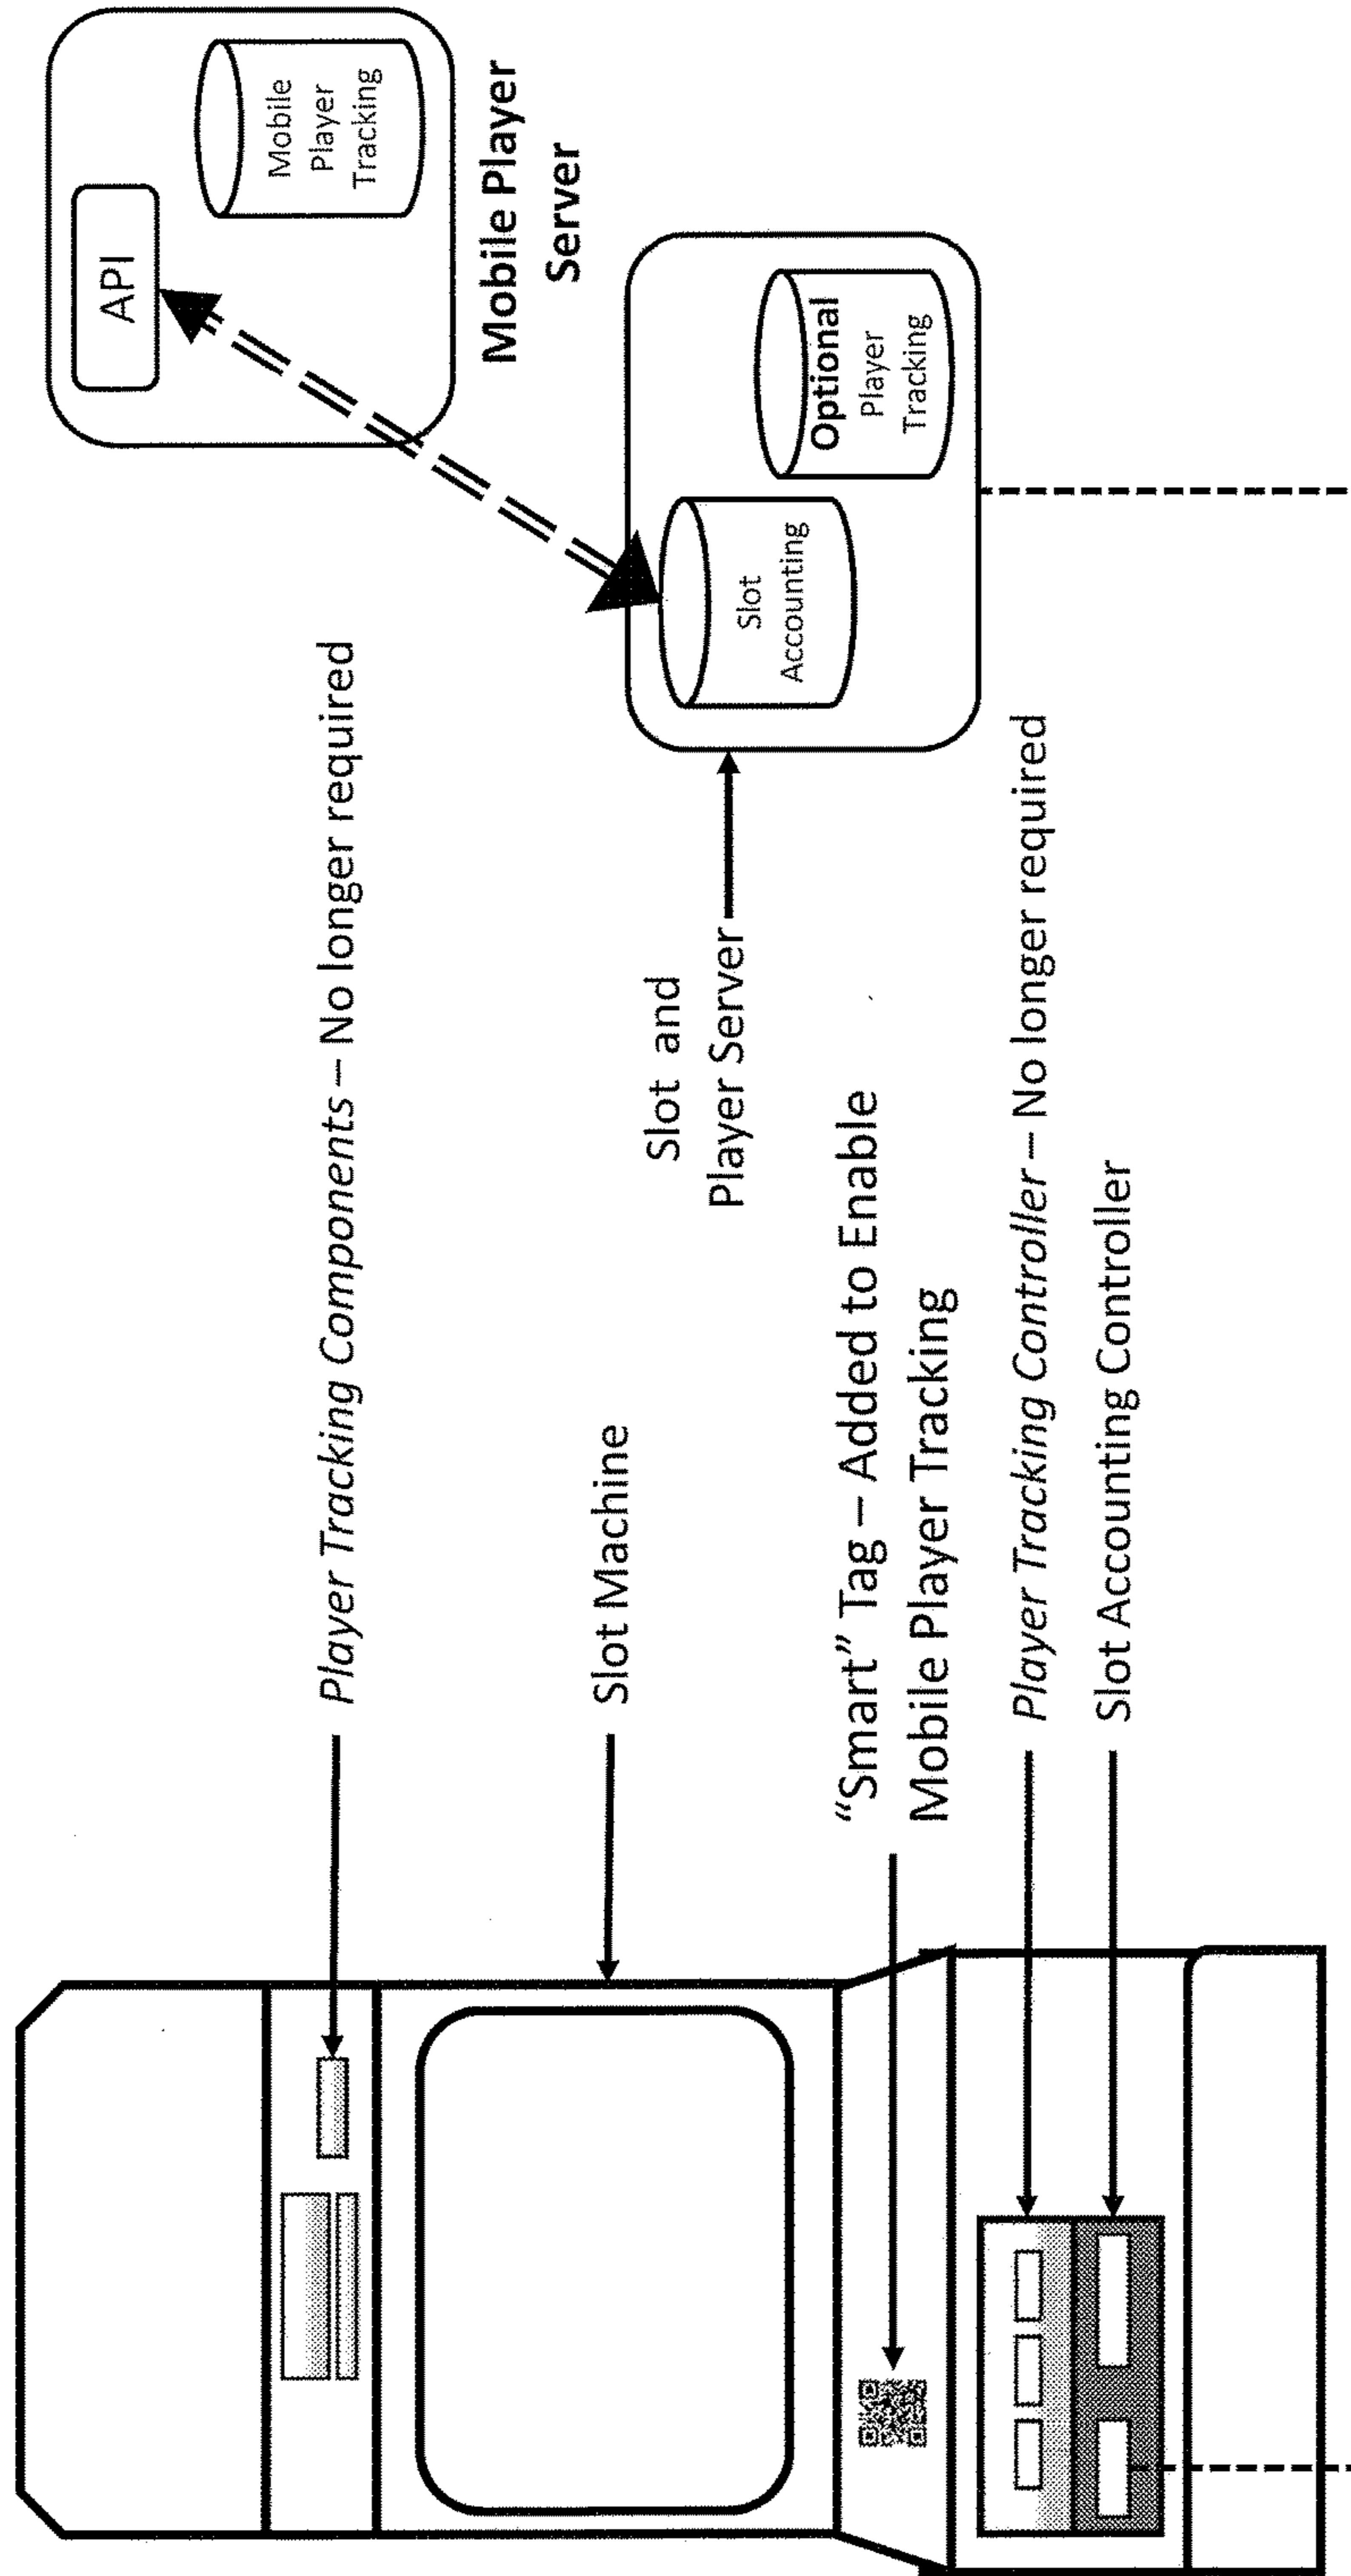 Player Tracking Components – No longer required
Slot Machine
“Smart” Tag – Added to Enable
Mobile Player Tracking
Player Tracking Controller – No longer required
Slot Accounting Controller
Slot and
Player Server
Slot
Accounting
Optional
Player
Tracking
API
Mobile
Player
Tracking
Mobile Player
Server